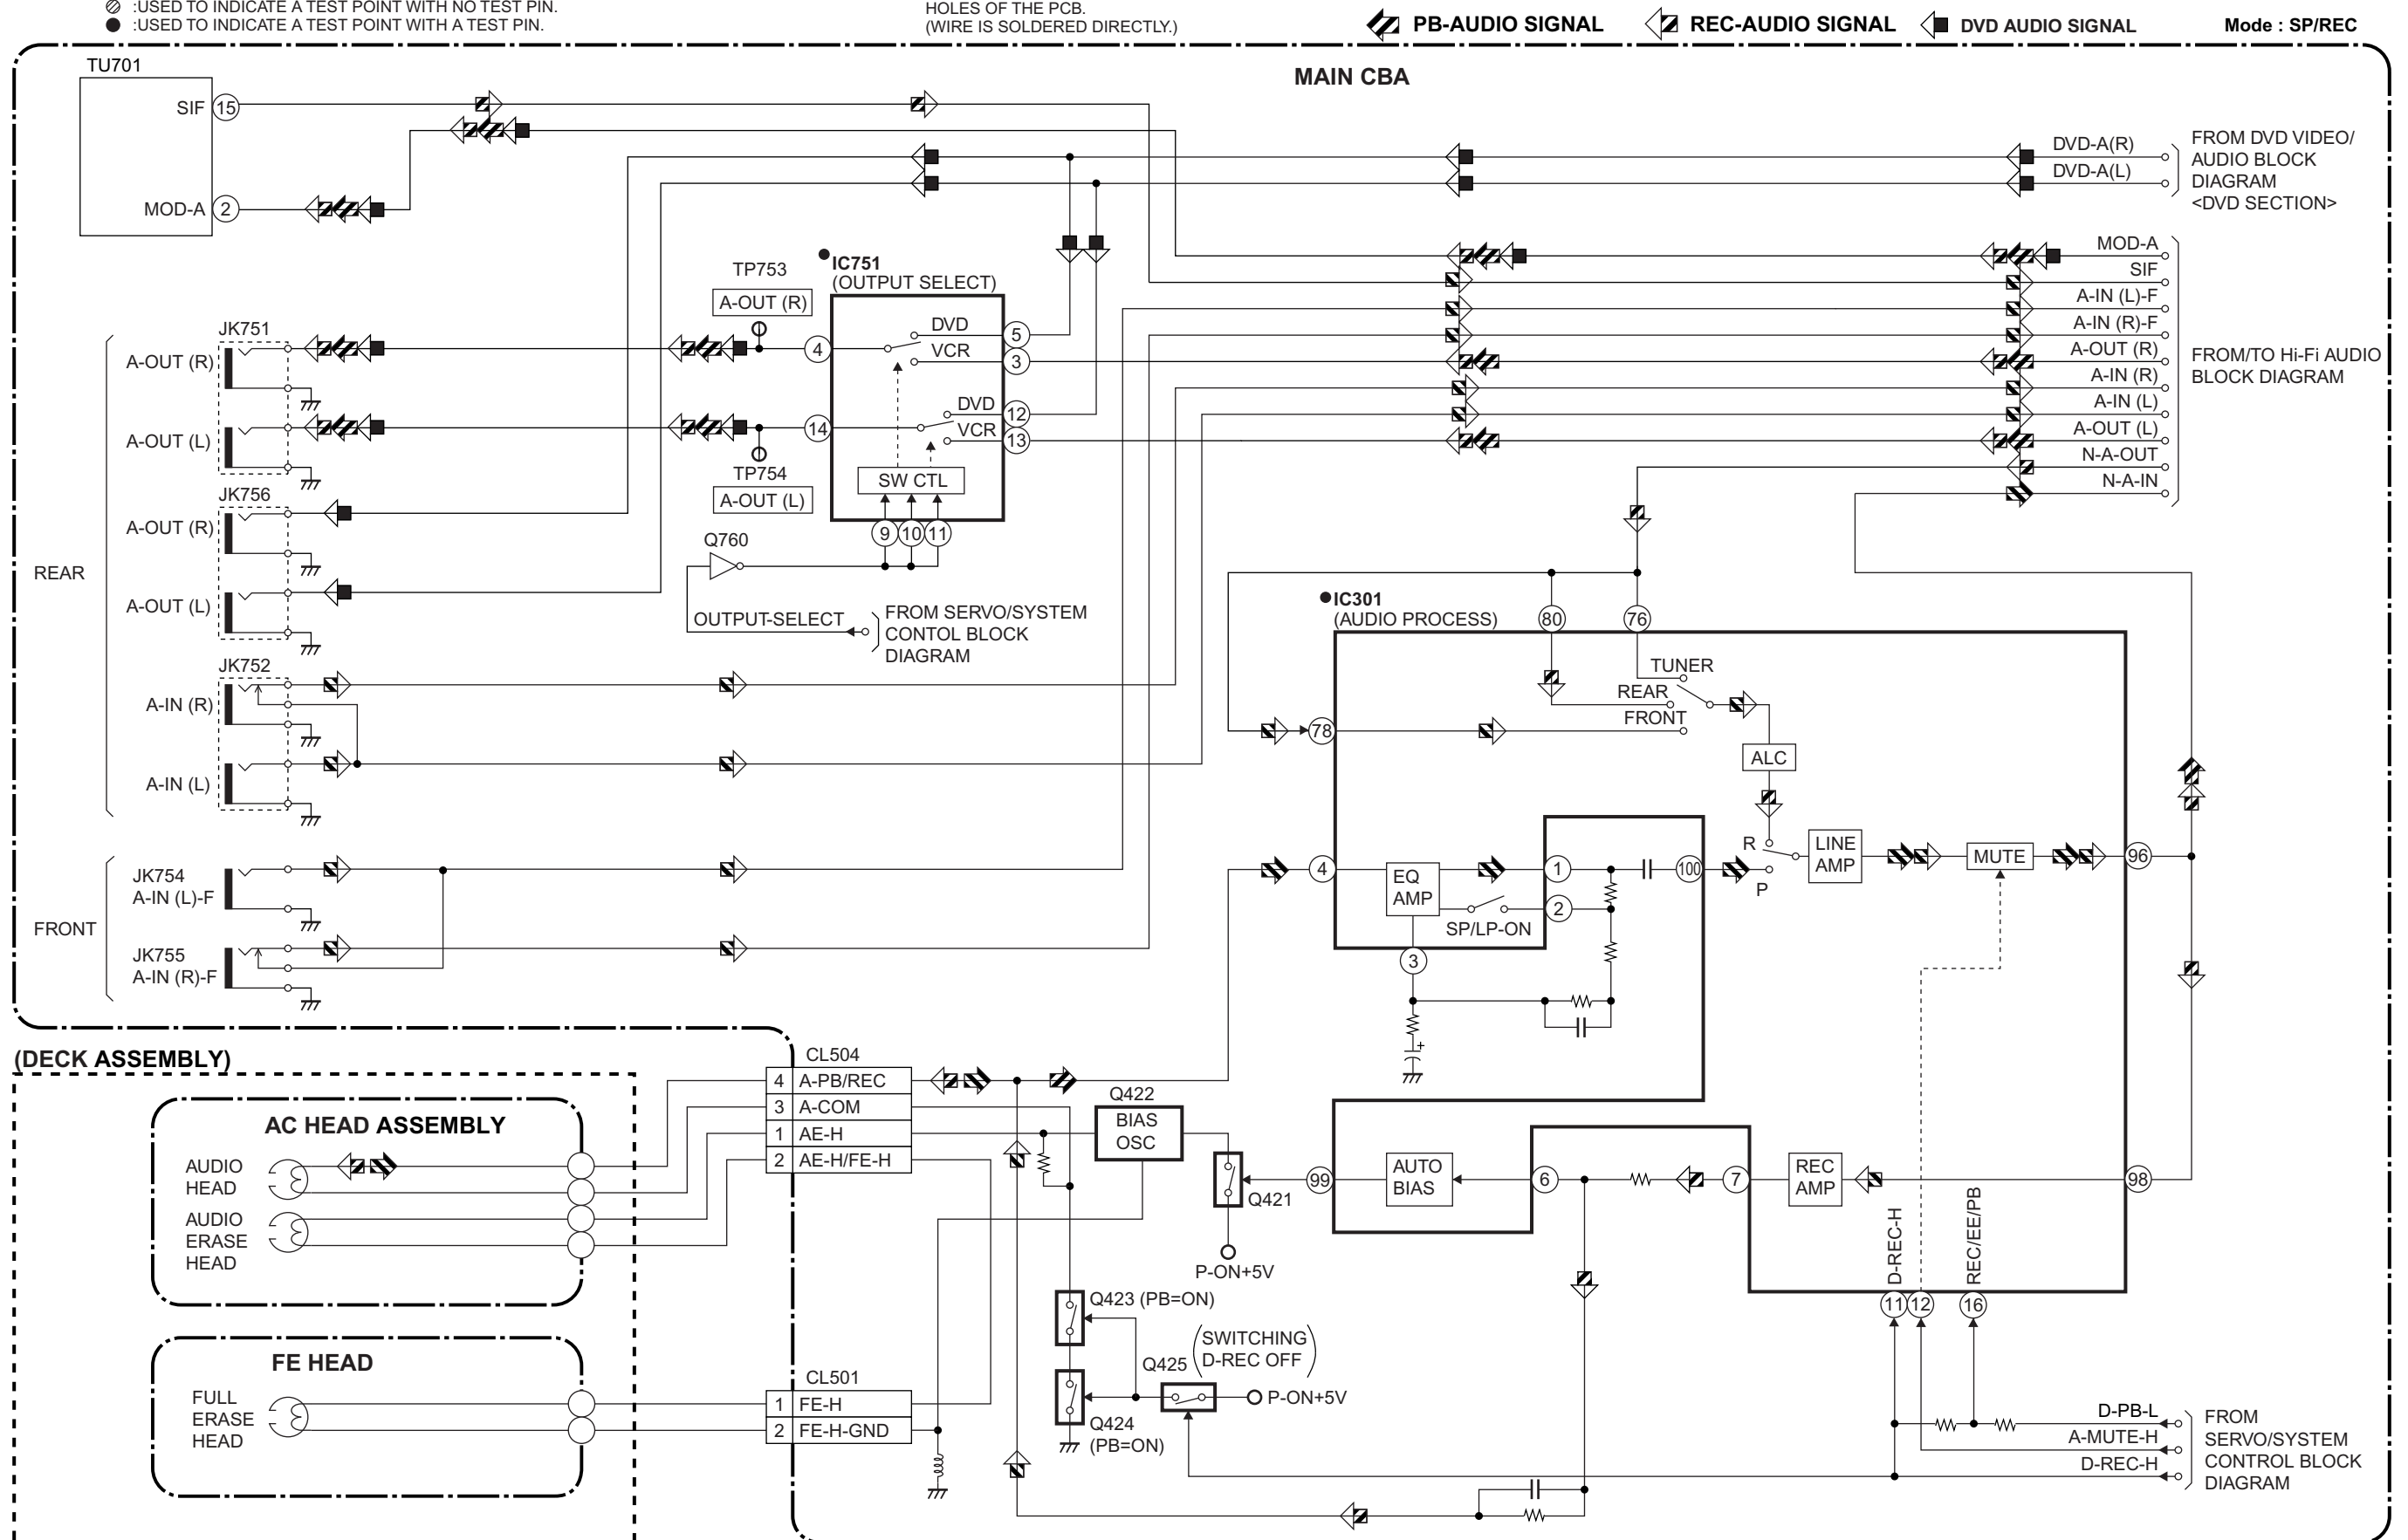 :USED TO INDICATE A TEST POINT WITH NO TEST PIN.
:USED TO INDICATE A TEST POINT WITH A TEST PIN.
HOLES OF THE PCB.
(WIRE IS SOLDERED DIRECTLY.)
PB-AUDIO SIGNAL
REC-AUDIO SIGNAL
DVD AUDIO SIGNAL
Mode : SP/REC
MAIN CBA
TU701
SIF 15
MOD-A 2
DVD-A(R)
DVD-A(L)
FROM DVD VIDEO/
AUDIO BLOCK
DIAGRAM
<DVD SECTION>
MOD-A
SIF
A-IN (L)-F
A-IN (R)-F
A-OUT (R)
A-IN (R)
A-IN (L)
A-OUT (L)
N-A-OUT
N-A-IN
FROM/TO Hi-Fi AUDIO
BLOCK DIAGRAM
TP753
A-OUT (R)
IC751
(OUTPUT SELECT)
4
DVD
5
VCR
3
14
DVD
12
VCR
13
TP754
A-OUT (L)
SW CTL
9 10 11
Q760
OUTPUT-SELECT
FROM SERVO/SYSTEM
CONTOL BLOCK
DIAGRAM
REAR
JK751
A-OUT (R)
A-OUT (L)
JK756
A-OUT (R)
A-OUT (L)
JK752
A-IN (R)
A-IN (L)
FRONT
JK754
A-IN (L)-F
JK755
A-IN (R)-F
IC301
(AUDIO PROCESS)
80
76
TUNER
REAR
FRONT
78
ALC
4
EQ
AMP
1
2
SP/LP-ON
3
100
R
P
LINE
AMP
MUTE
96
(DECK ASSEMBLY)
AC HEAD ASSEMBLY
AUDIO
HEAD
AUDIO
ERASE
HEAD
FE HEAD
FULL
ERASE
HEAD
CL504
4 A-PB/REC
3 A-COM
1 AE-H
2 AE-H/FE-H
CL501
1 FE-H
2 FE-H-GND
Q422
BIAS
OSC
+
Q421
P-ON+5V
99
AUTO
BIAS
6
7
REC
AMP
98
D-REC-H
REC/EE/PB
11 12 16
Q423 (PB=ON)
Q424
(PB=ON)
Q425
(SWITCHING
D-REC OFF)
P-ON+5V
D-PB-L
A-MUTE-H
D-REC-H
FROM
SERVO/SYSTEM
CONTROL BLOCK
DIAGRAM